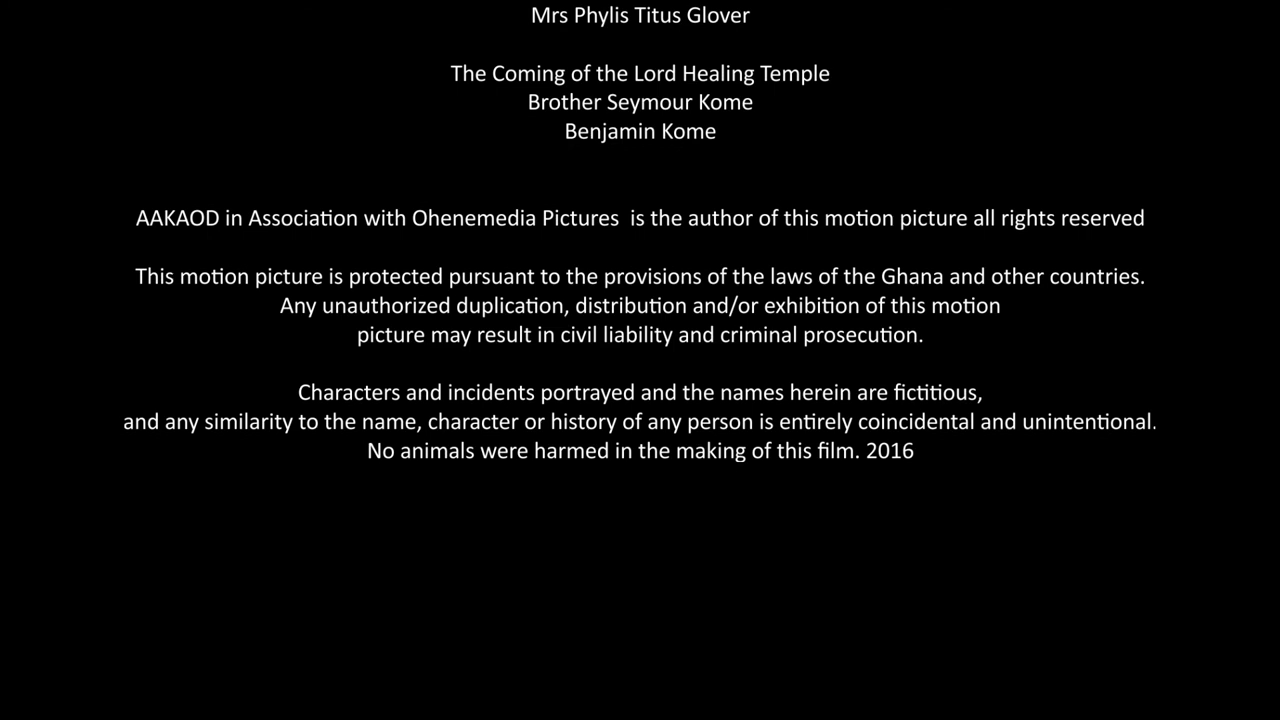 Mrs Phylis Titus Glover
The Coming of the Lord Healing Temple
Brother Seymour Kome
Benjamin Kome
AAKAOD in Association with Ohenemedia Pictures  is the author of this motion picture all rights reserved
This motion picture is protected pursuant to the provisions of the laws of the Ghana and other countries.
Any unauthorized duplication, distribution and/or exhibition of this motion
picture may result in civil liability and criminal prosecution.
Characters and incidents portrayed and the names herein are fictitious,
and any similarity to the name, character or history of any person is entirely coincidental and unintentional.
No animals were harmed in the making of this film. 2016